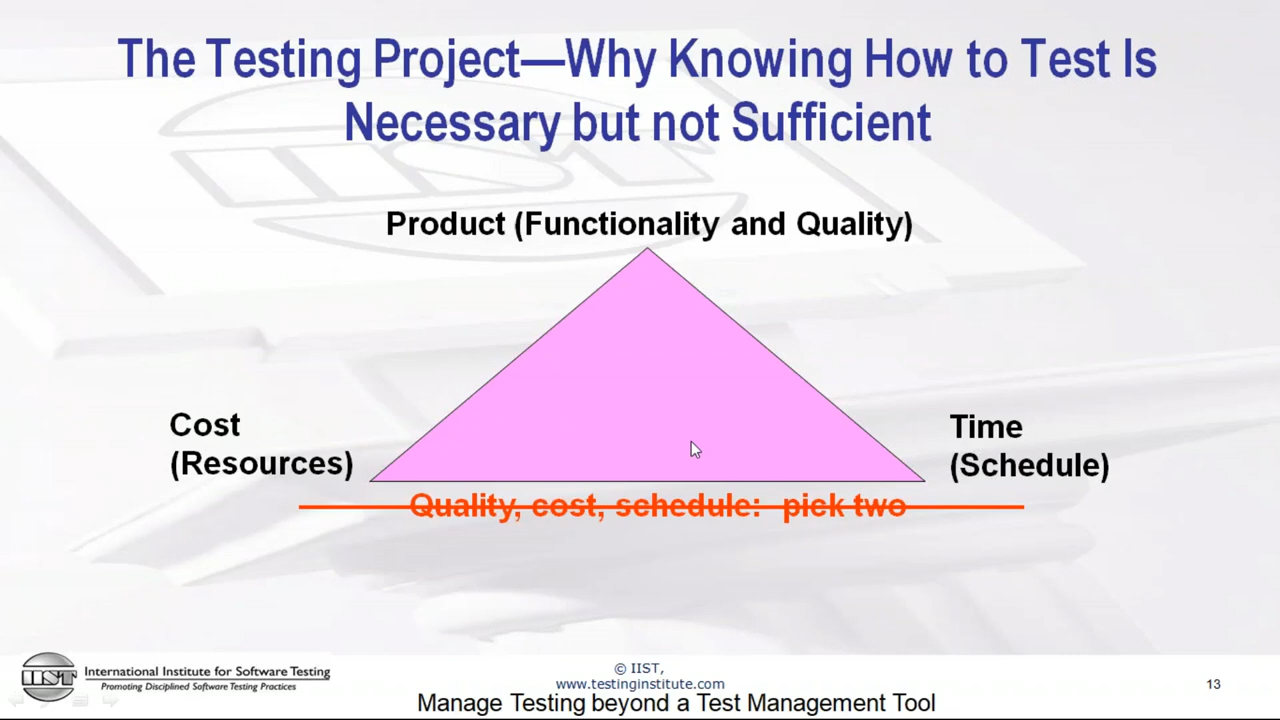 The Testing Project—Why Knowing How to Test Is
Necessary but not Sufficient
Product (Functionality and Quality)
Cost
(Resources)
Time
(Schedule)
Quality, cost, schedule: pick two
IIST
International Institute for Software Testing
Promoting Disciplined Software Testing Practices
© IIST,
www.testinginstitute.com
13
Manage Testing beyond a Test Management Tool